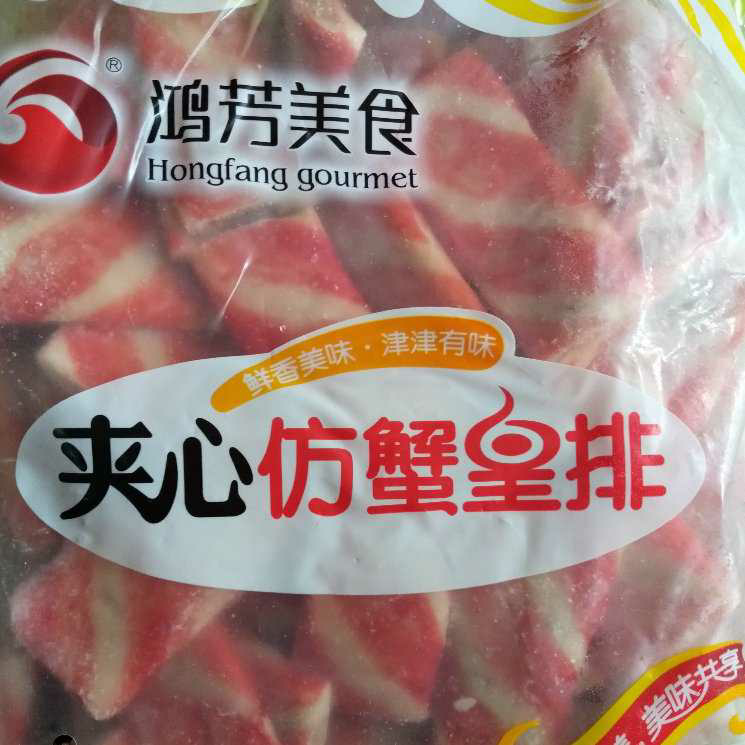 ®
鸿芳美食
Hongfang gourmet
鲜香美味·津津有味
夹心仿蟹皇排
美味共享